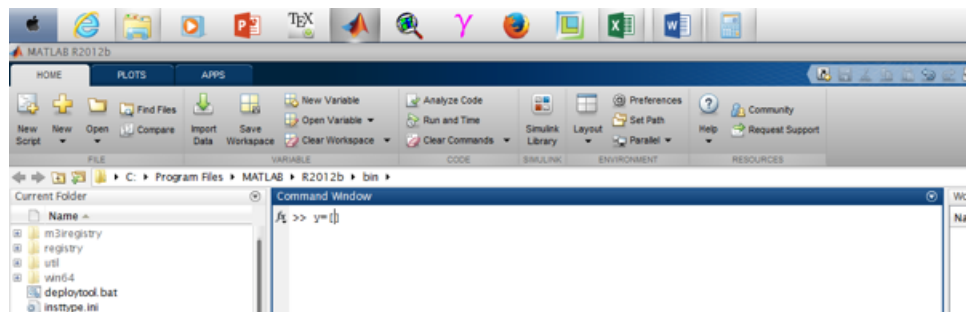 TEX
MATLAB R2012b
HOME PLOTS APPS
New Script
New
Open
Find Files
Compare
Import Data
Save Workspace
New Variable
Open Variable
Clear Workspace
Analyze Code
Run and Time
Clear Commands
Simulink Library
Layout
Preferences
Set Path
Parallel
Help
Community
Request Support
FILE VARIABLE CODE SIMULINK ENVIRONMENT RESOURCES
C: Program Files MATLAB R2012b bin
Current Folder
Name
m3iregistry
registry
util
win64
deploytool.bat
insttype.ini
Command Window
fx >> y=[]
Wo
Na